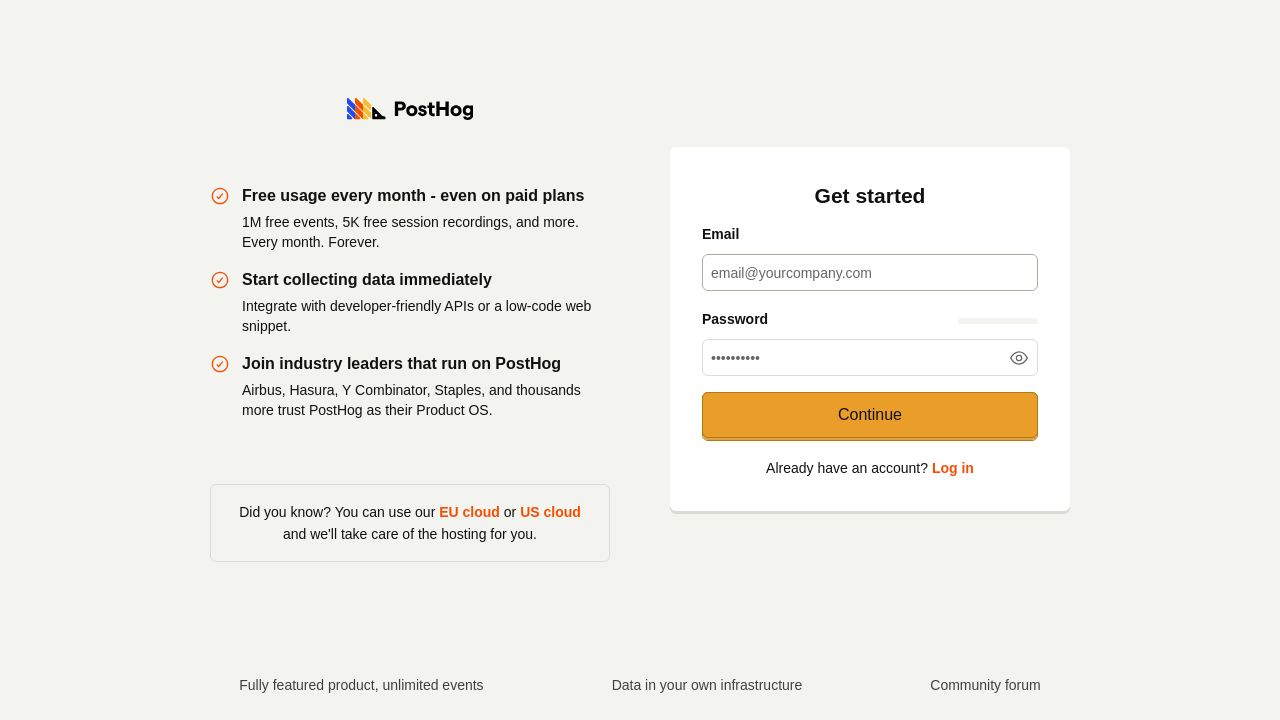 PostHog
Free usage every month - even on paid plans
1M free events, 5K free session recordings, and more.
Every month. Forever.
Start collecting data immediately
Integrate with developer-friendly APIs or a low-code web
snippet.
Join industry leaders that run on PostHog
Airbus, Hasura, Y Combinator, Staples, and thousands
more trust PostHog as their Product OS.
Did you know? You can use our EU cloud or US cloud
and we'll take care of the hosting for you.
Get started
Email
email@yourcompany.com
Password
••••••••••
Continue
Already have an account? Log in
Fully featured product, unlimited events
Data in your own infrastructure
Community forum